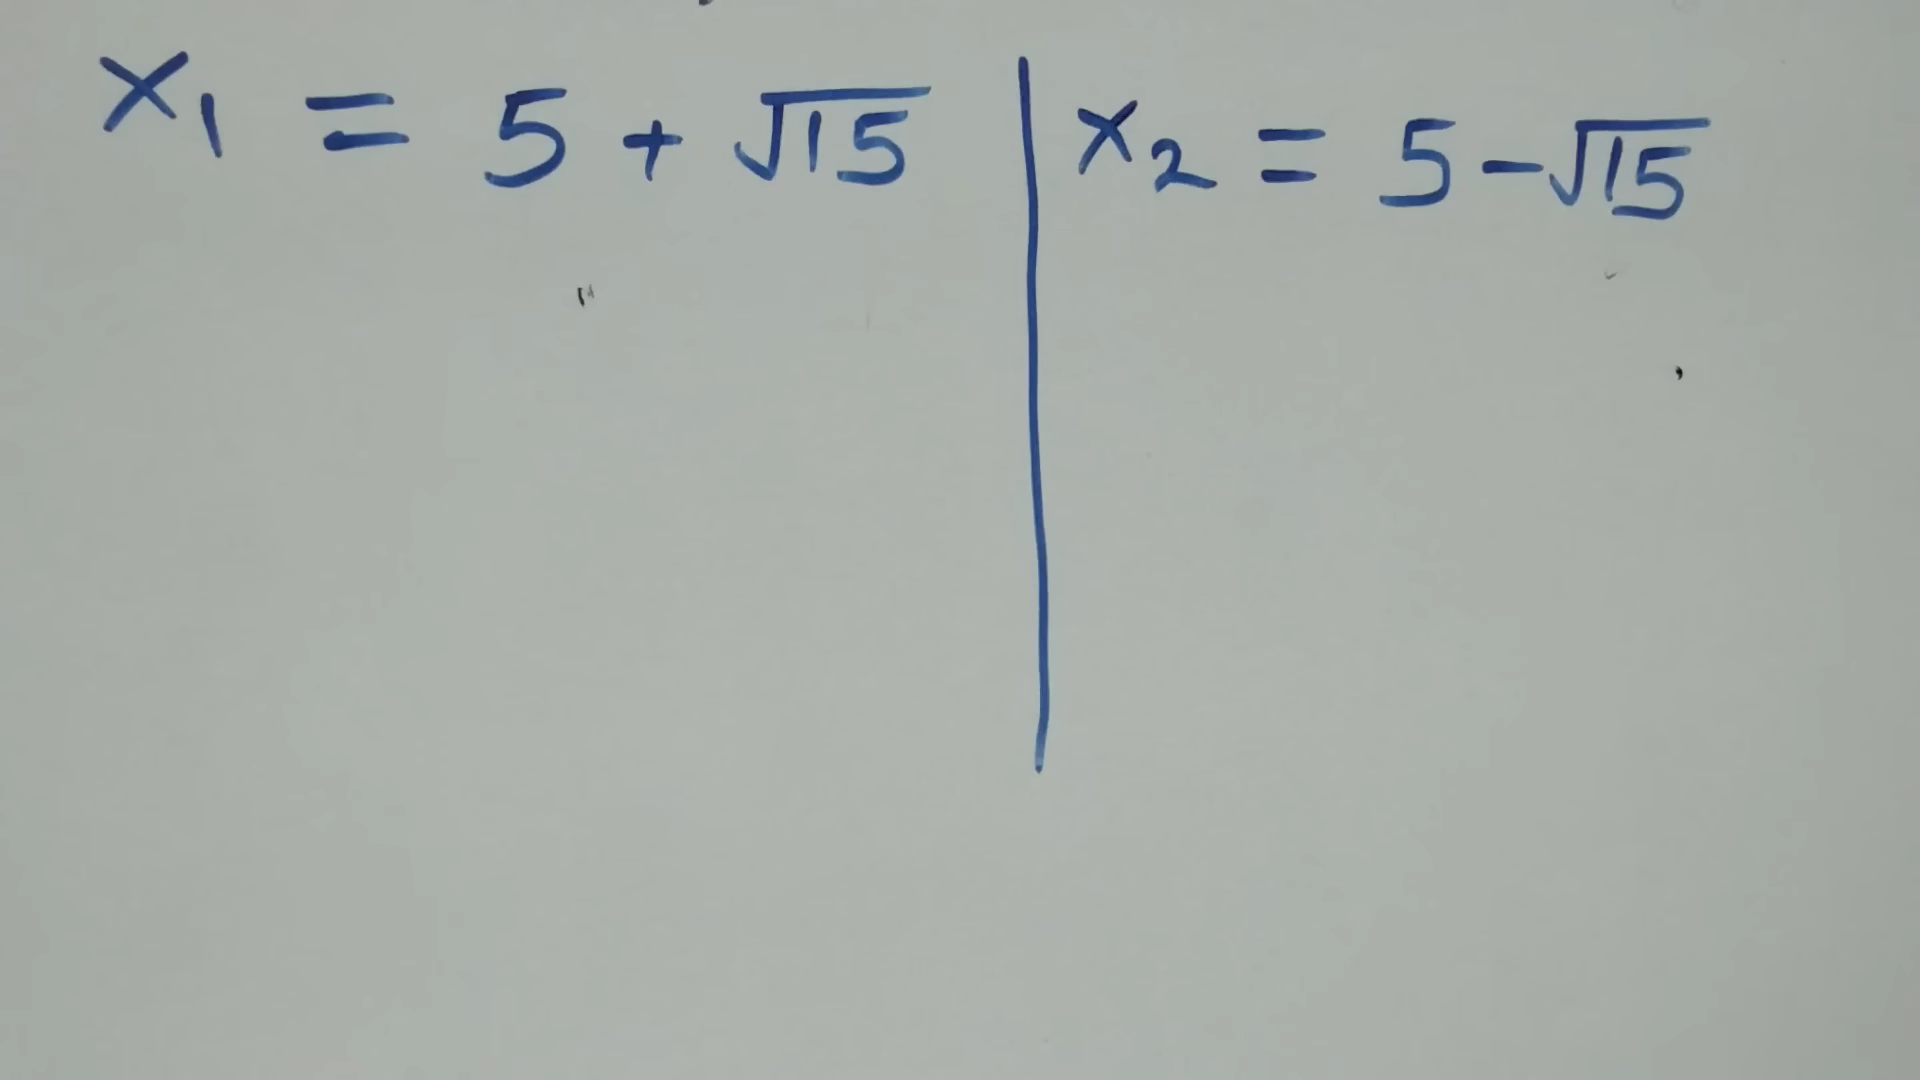 x₁ = 5 + √15 | x₂ = 5 - √15